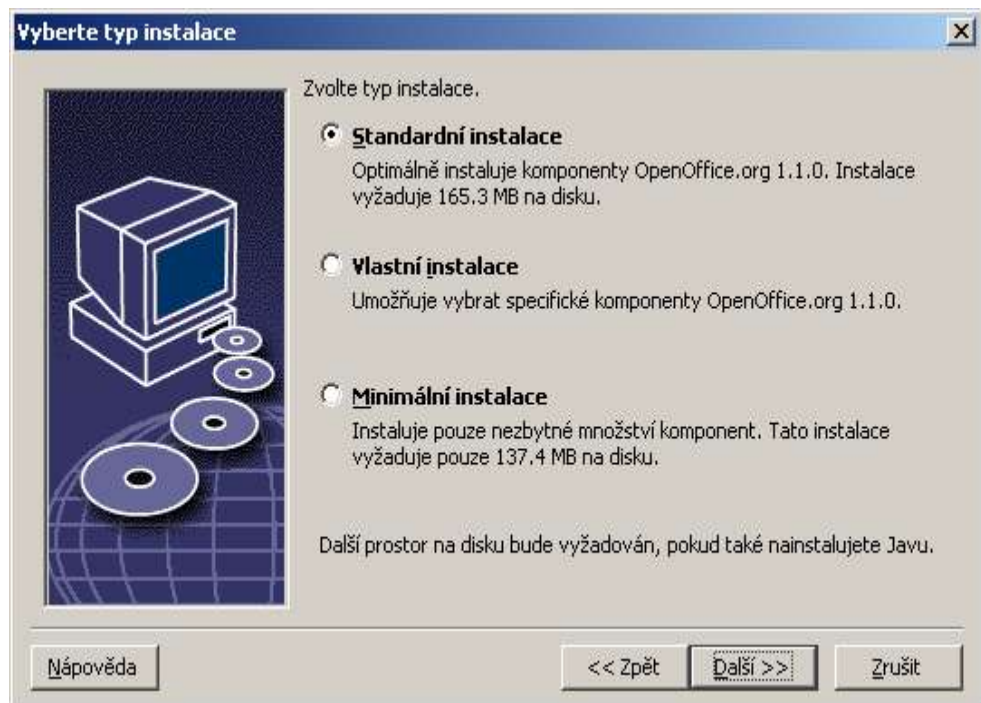 Vyberte typ instalace
Zvolte typ instalace.
Standardní instalace
Optimálně instaluje komponenty OpenOffice.org 1.1.0. Instalace
vyžaduje 165.3 MB na disku.
Vlastní instalace
Umožňuje vybrat specifické komponenty OpenOffice.org 1.1.0.
Minimální instalace
Instaluje pouze nezbytné množství komponent. Tato instalace
vyžaduje pouze 137.4 MB na disku.
Další prostor na disku bude vyžadován, pokud také nainstalujete Javu.
Nápověda
<< Zpět
Další >>
Zrušit